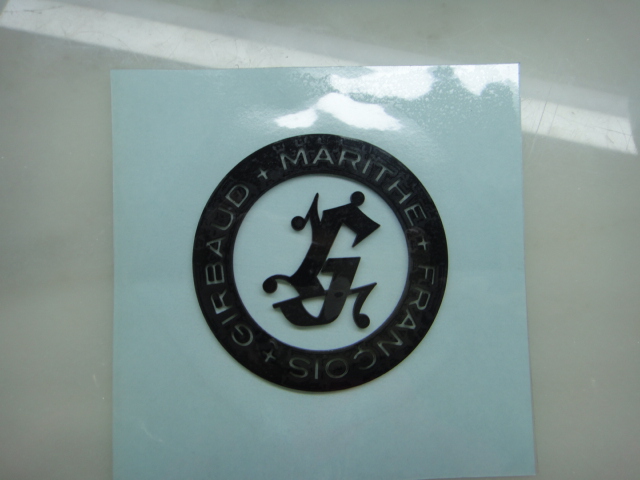 MARITHE + FRANÇOIS + GIRBAUD +
G